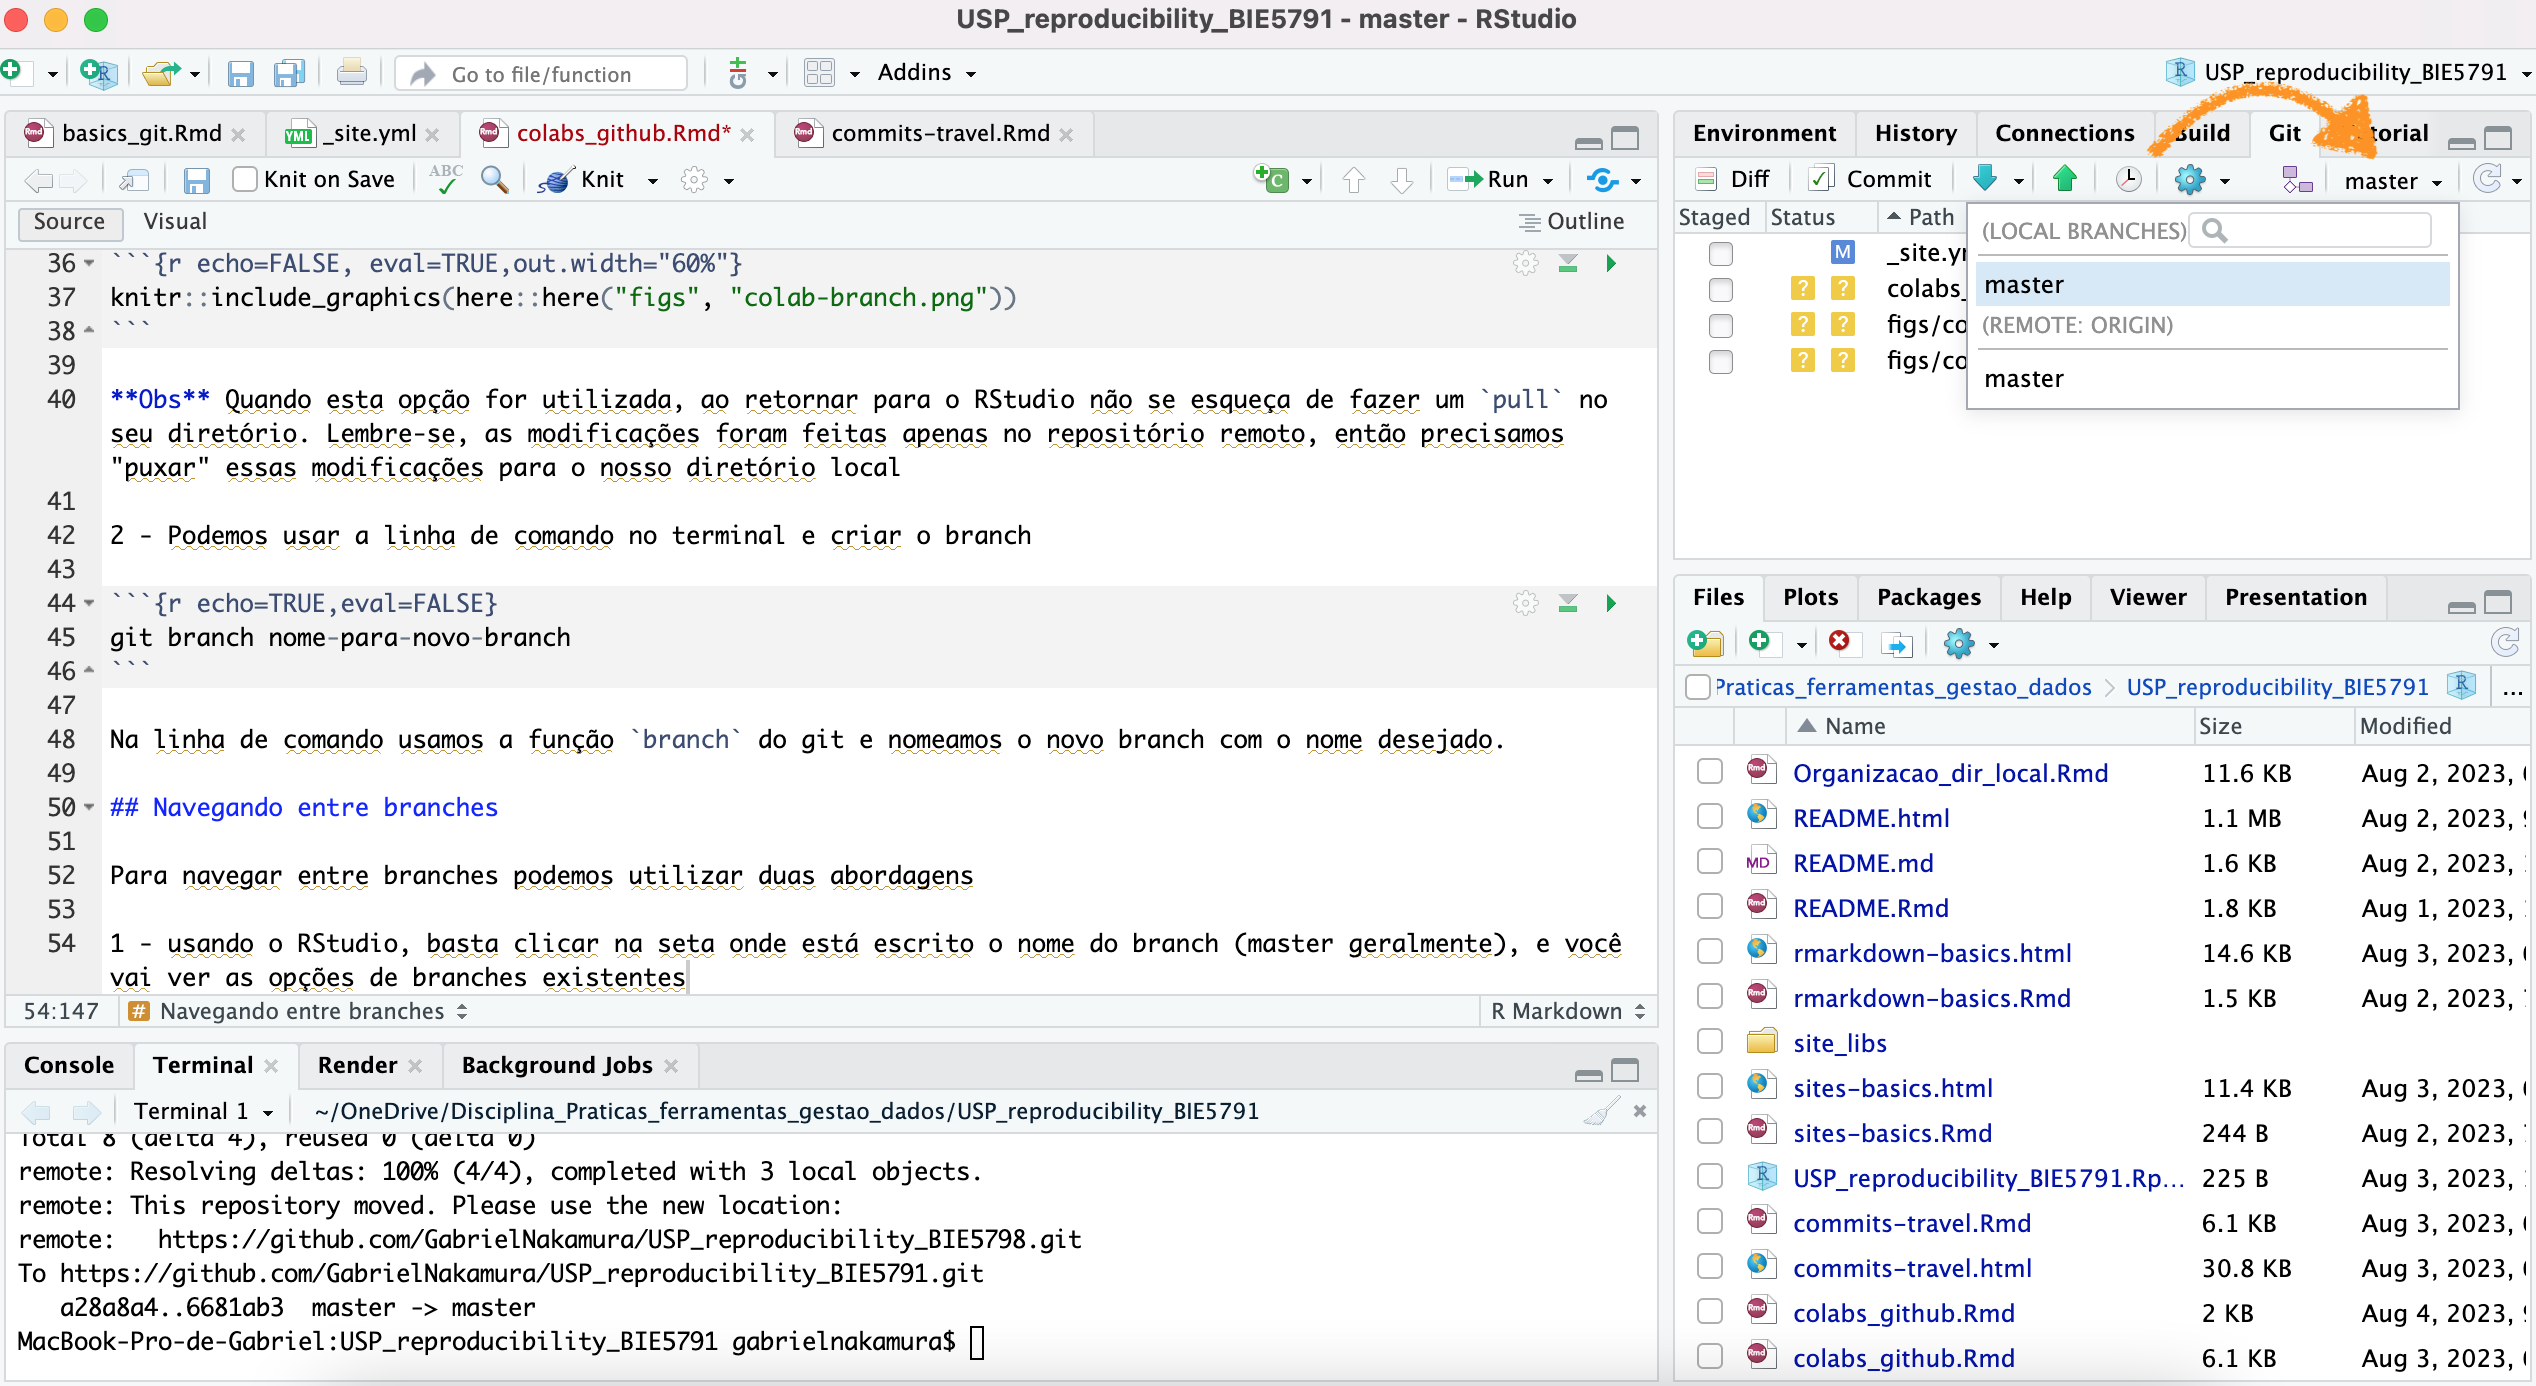 USP_reproducibility_BIE5791 - master - RStudio
Go to file/function
Addins
USP_reproducibility_BIE5791
basics_git.Rmd
_site.yml
colabs_github.Rmd*
commits-travel.Rmd
Knit on Save
ABC
Knit
Run
Source
Visual
Outline
36 ```{r echo=FALSE, eval=TRUE,out.width="60%"}
37 knitr::include_graphics(here::here("figs", "colab-branch.png"))
38 ```
39
40 **Obs** Quando esta opção for utilizada, ao retornar para o RStudio não se esqueça de fazer um `pull` no
seu diretório. Lembre-se, as modificações foram feitas apenas no repositório remoto, então precisamos
"puxar" essas modificações para o nosso diretório local
41
42 2 - Podemos usar a linha de comando no terminal e criar o branch
43
44 ```{r echo=TRUE,eval=FALSE}
45 git branch nome-para-novo-branch
46 ```
47
48 Na linha de comando usamos a função `branch` do git e nomeamos o novo branch com o nome desejado.
49
50 ## Navegando entre branches
51
52 Para navegar entre branches podemos utilizar duas abordagens
53
54 1 - usando o RStudio, basta clicar na seta onde está escrito o nome do branch (master geralmente), e você
vai ver as opções de branches existentes
54:147
# Navegando entre branches
R Markdown
Console
Terminal
Render
Background Jobs
Terminal 1
~/OneDrive/Disciplina_Praticas_ferramentas_gestao_dados/USP_reproducibility_BIE5791
Total 8 (delta 4), reused 0 (delta 0)
remote: Resolving deltas: 100% (4/4), completed with 3 local objects.
remote: This repository moved. Please use the new location:
remote:   https://github.com/GabrielNakamura/USP_reproducibility_BIE5798.git
To https://github.com/GabrielNakamura/USP_reproducibility_BIE5791.git
   a28a8a4..6681ab3  master -> master
MacBook-Pro-de-Gabriel:USP_reproducibility_BIE5791 gabrielnakamura$
Environment
History
Connections
Build
Git
torial
Diff
Commit
master
Staged
Status
Path
M _site.y
? ? colabs_
? ? figs/co
? ? figs/co
(LOCAL BRANCHES)
master
(REMOTE: ORIGIN)
master
Files
Plots
Packages
Help
Viewer
Presentation
Praticas_ferramentas_gestao_dados
USP_reproducibility_BIE5791
...
Name Size Modified
Organizacao_dir_local.Rmd 11.6 KB Aug 2, 2023,
README.html 1.1 MB Aug 2, 2023,
README.md 1.6 KB Aug 2, 2023,
README.Rmd 1.8 KB Aug 1, 2023,
rmarkdown-basics.html 14.6 KB Aug 3, 2023,
rmarkdown-basics.Rmd 1.5 KB Aug 2, 2023,
site_libs
sites-basics.html 11.4 KB Aug 3, 2023,
sites-basics.Rmd 244 B Aug 2, 2023,
USP_reproducibility_BIE5791.Rp... 225 B Aug 3, 2023,
commits-travel.Rmd 6.1 KB Aug 3, 2023,
commits-travel.html 30.8 KB Aug 3, 2023,
colabs_github.Rmd 2 KB Aug 4, 2023,
colabs_github.Rmd 6.1 KB Aug 3, 2023,